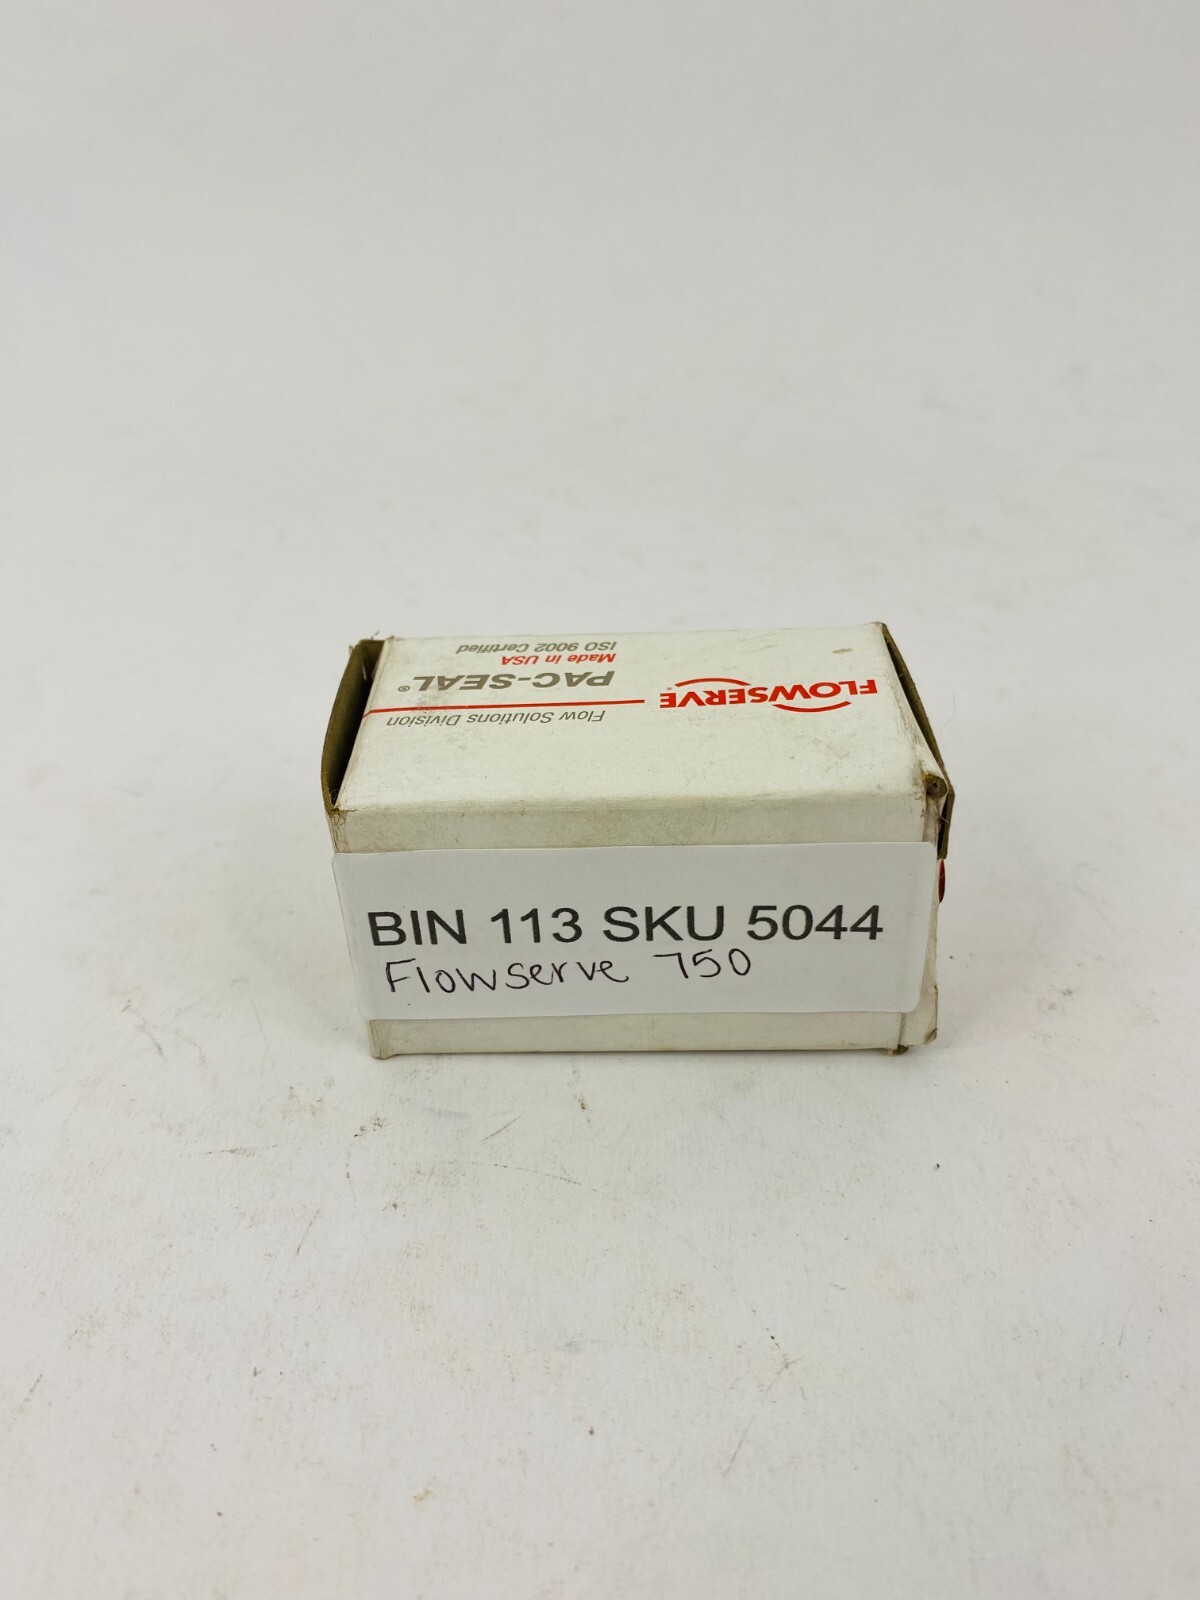 FLOWSERVE®
Flow Solutions Division
PAC-SEAL®
Made in USA
ISO 9002 Certified
BIN 113 SKU 5044
Flowserve 750